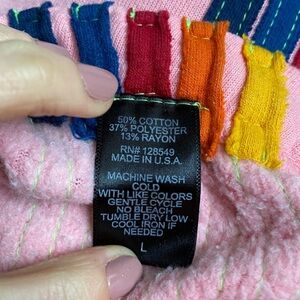 50% COTTON
37% POLYESTER
13% RAYON
RN# 128549
MADE IN U.S.A.
MACHINE WASH
COLD
WITH LIKE COLORS
GENTLE CYCLE
NO BLEACH
TUMBLE DRY LOW
COOL IRON IF
NEEDED
L